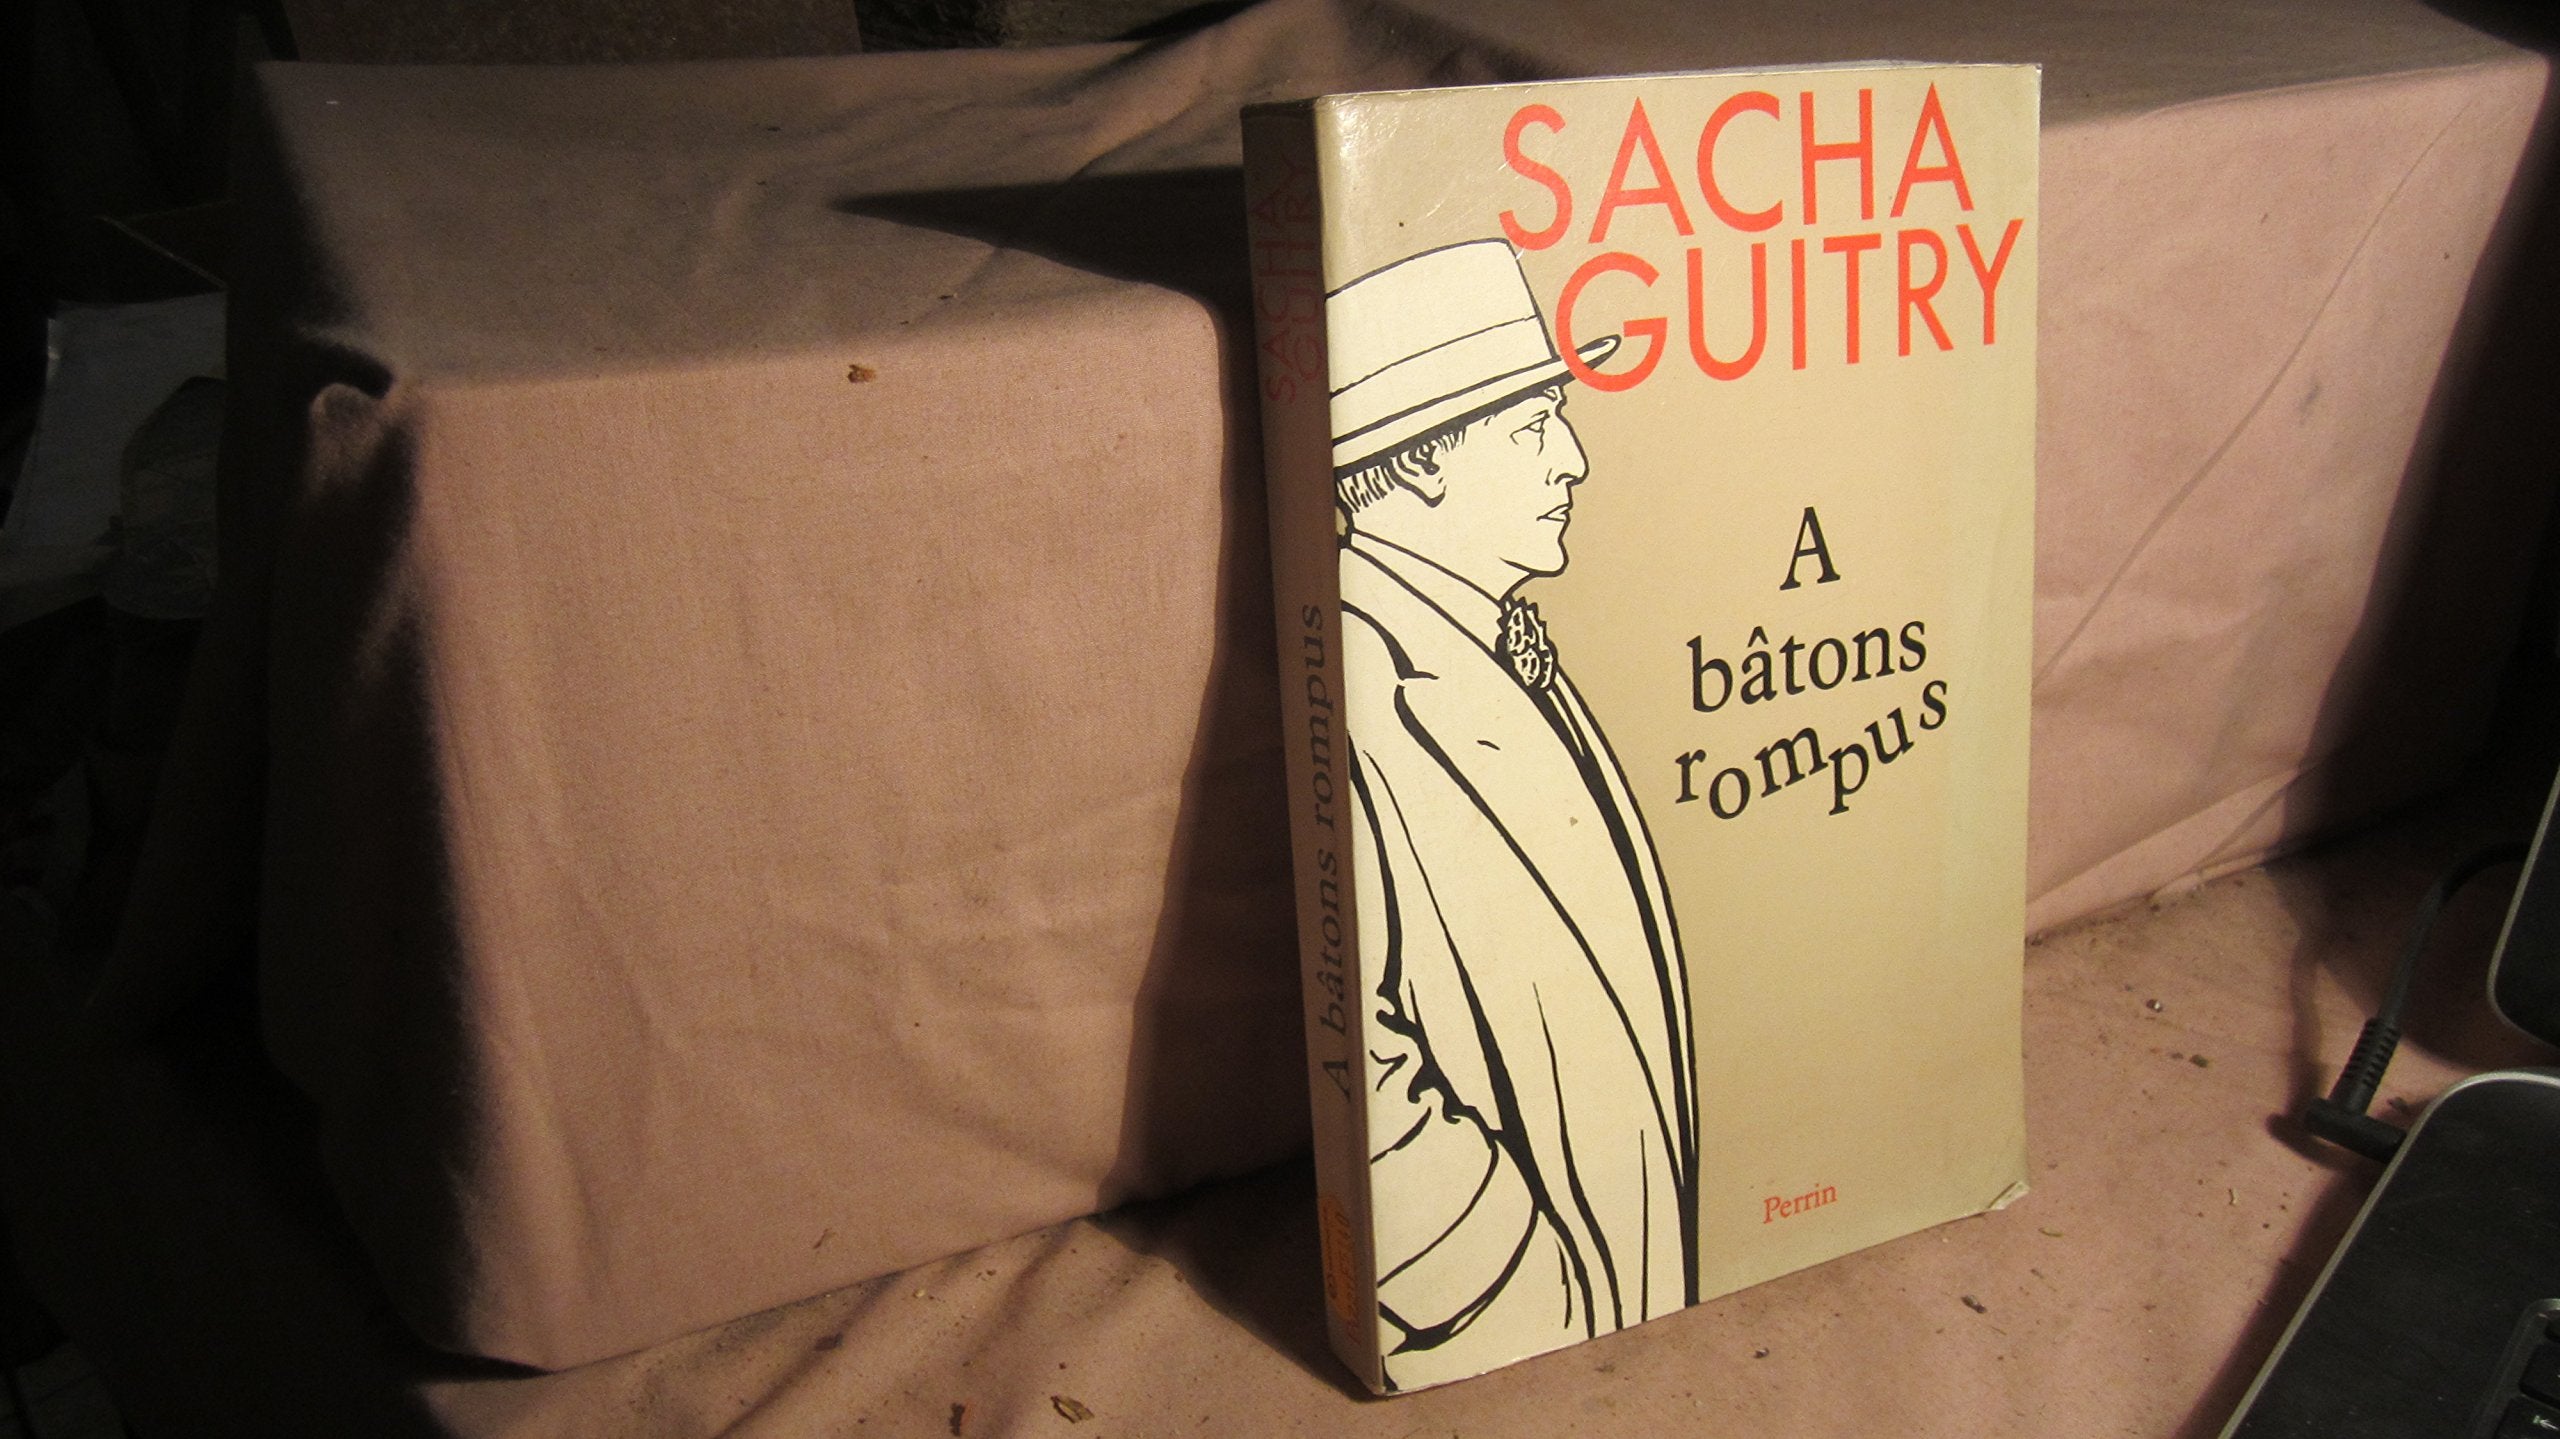 SACHA
GUITRY
A
bâtons
rompus
Perrin
SACHA
GUITRY
A bâtons rompus